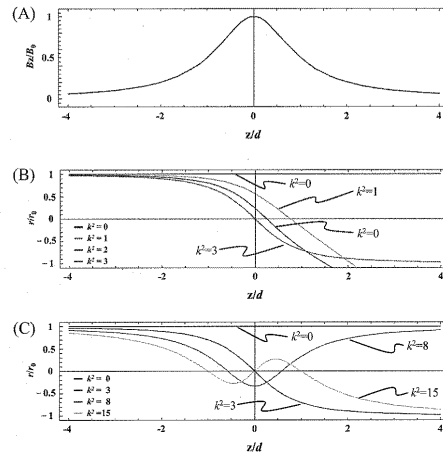 (A)
Bz/B₀
1
0.5
0
-4 -2 0 2 4
z/d
(B)
r/r₀
1
0.5
0
- 0.5
- 1
k²=0
k²=1
k²=0
k²=3
k² = 0
k² = 1
k² = 2
k² = 3
-4 -2 0 2 4
z/d
(C)
r/r₀
1
0.5
0
- 0.5
- 1
k²=0
k²=8
k²=15
k²=3
k² = 0
k² = 3
k² = 8
k² =15
-4 -2 0 2 4
z/d